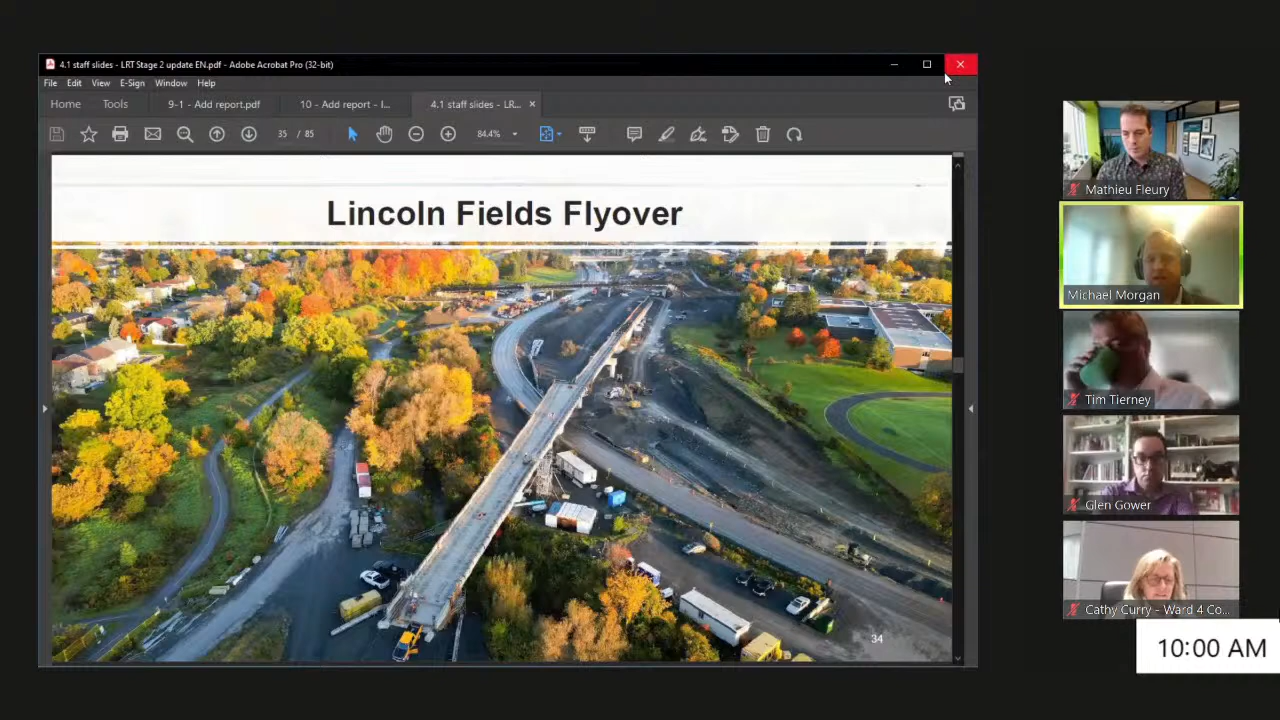 4.1 staff slides - LRT Stage 2 update EN.pdf - Adobe Acrobat Pro (32-bit)
File Edit View E-Sign Window Help
Home Tools 9-1 - Add report.pdf 10 - Add report - I... 4.1 staff slides - LR...
35 / 85 84.4%
Lincoln Fields Flyover
34
Mathieu Fleury
Michael Morgan
Tim Tierney
Glen Gower
Cathy Curry - Ward 4 Co...
10:00 AM